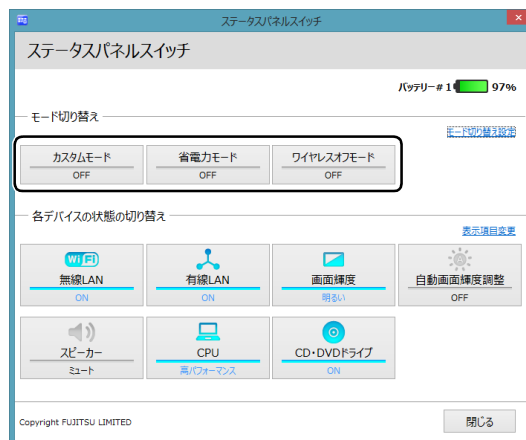 ステータスパネルスイッチ
ステータスパネルスイッチ
バッテリー#1 97%
モード切り替え
モード切り替え設定
カスタムモード 省電力モード ワイヤレスオフモード
OFF OFF OFF
各デバイスの状態の切り替え
表示項目変更
WiFi
無線LAN 有線LAN 画面輝度 自動画面輝度調整
ON ON 明るい OFF
スピーカー CPU CD・DVDドライブ
ミュート 高パフォーマンス ON
Copyright FUJITSU LIMITED 閉じる